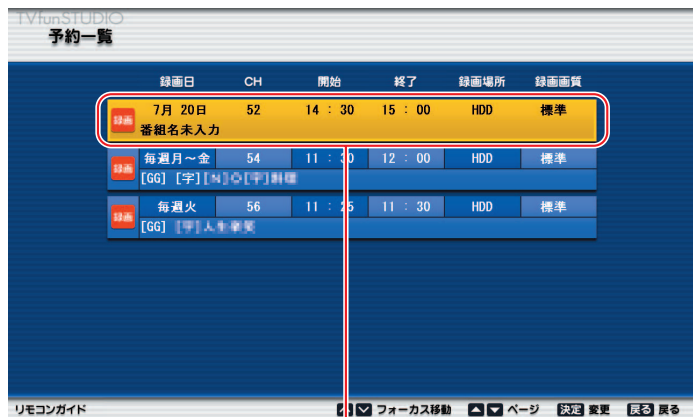 TVfunSTUDIO
予約一覧
録画日 CH 開始 終了 録画場所 録画画質
録画 7月 20日 52 14 : 30 15 : 00 HDD 標準
番組名未入力
録画 毎週月～金 54 11 : 30 12 : 00 HDD 標準
[GG] [字]
録画 毎週火 56 11 : 25 11 : 30 HDD 標準
[GG]
リモコンガイド フォーカス移動 ページ 決定 変更 戻る 戻る